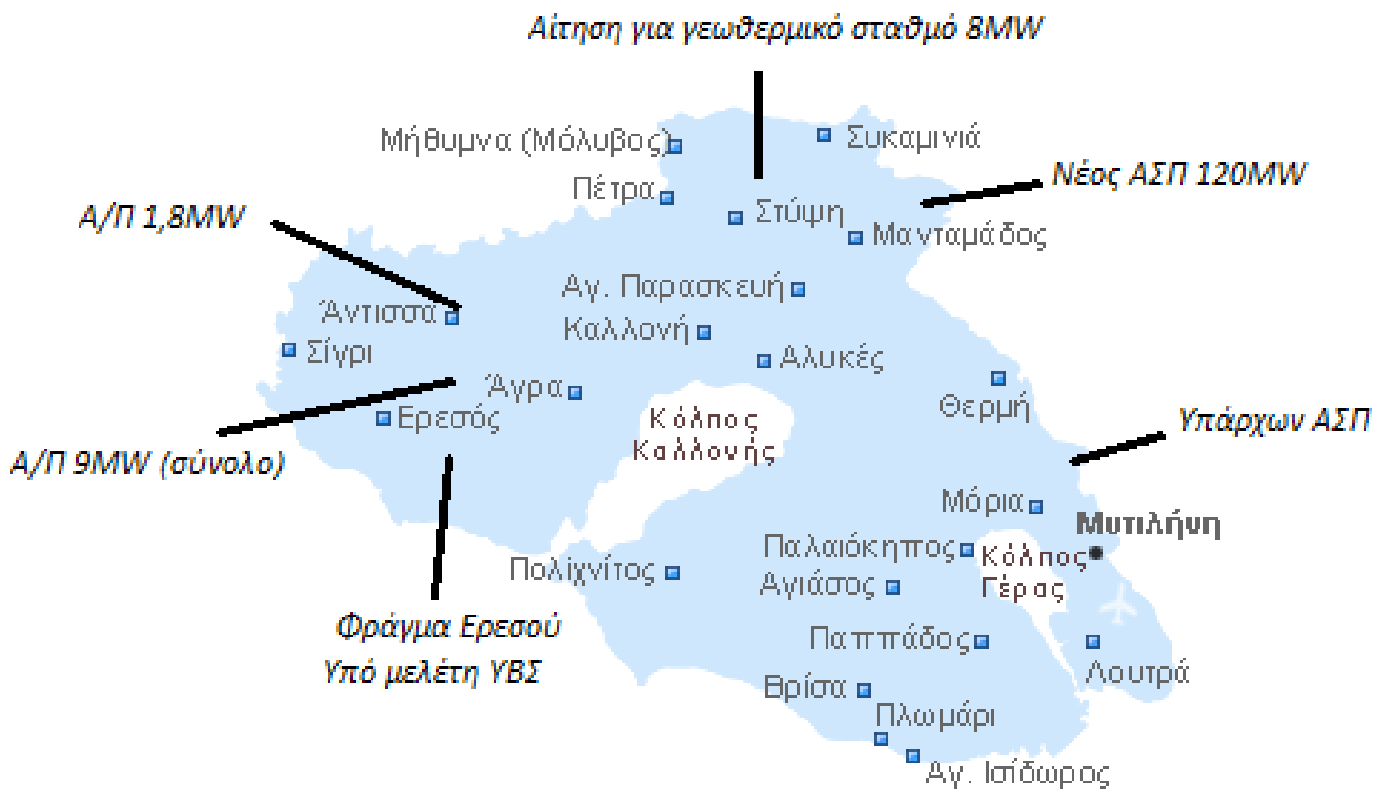 Αίτηση για γεωθερμικό σταθμό 8MW
Μήθυμνα (Μόλυβος)
Συκαμινιά
Νέος ΑΣΠ 120MW
Πέτρα
Α/Π 1,8MW
Στύψη
Μανταμάδος
Αγ. Παρασκευή
Άντισσα
Καλλονή
Σίγρι
Αλυκές
Άγρα
Θερμή
Ερεσός
Κόλπος
Καλλονής
Υπάρχων ΑΣΠ
Α/Π 9MW (σύνολο)
Μόρια
Μυτιλήνη
Παλαιόκηπος
Κόλπος
Γέρας
Πολίχνίτος
Αγιάσος
Φράγμα Ερεσού
Υπό μελέτη ΥΒΣ
Παππάδος
Λουτρά
Βρίσα
Πλωμάρι
Αγ. Ισίδωρος